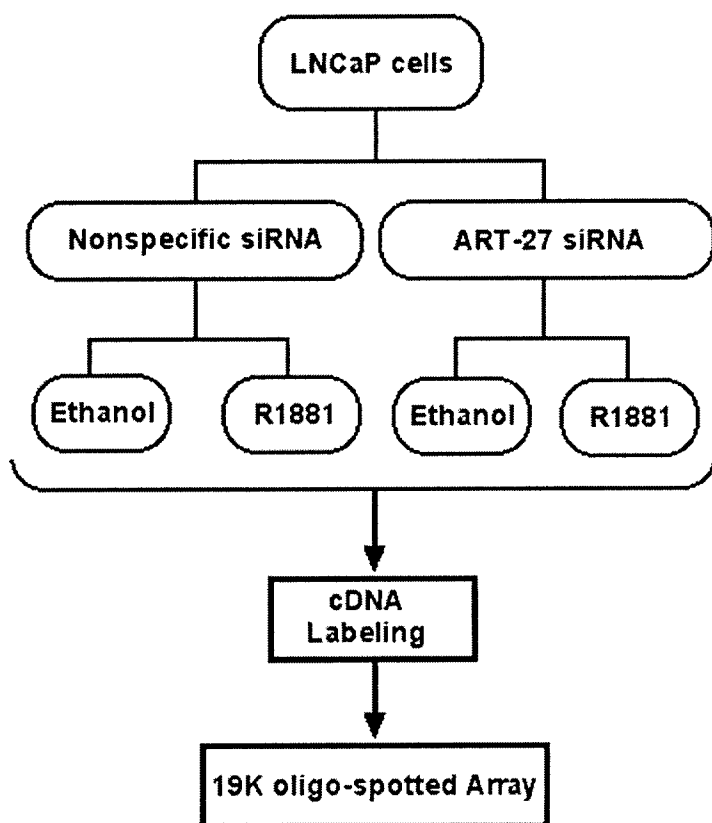 LNCaP cells
Nonspecific siRNA
ART-27 siRNA
Ethanol
R1881
Ethanol
R1881
cDNA
Labeling
19K oligo-spotted Array